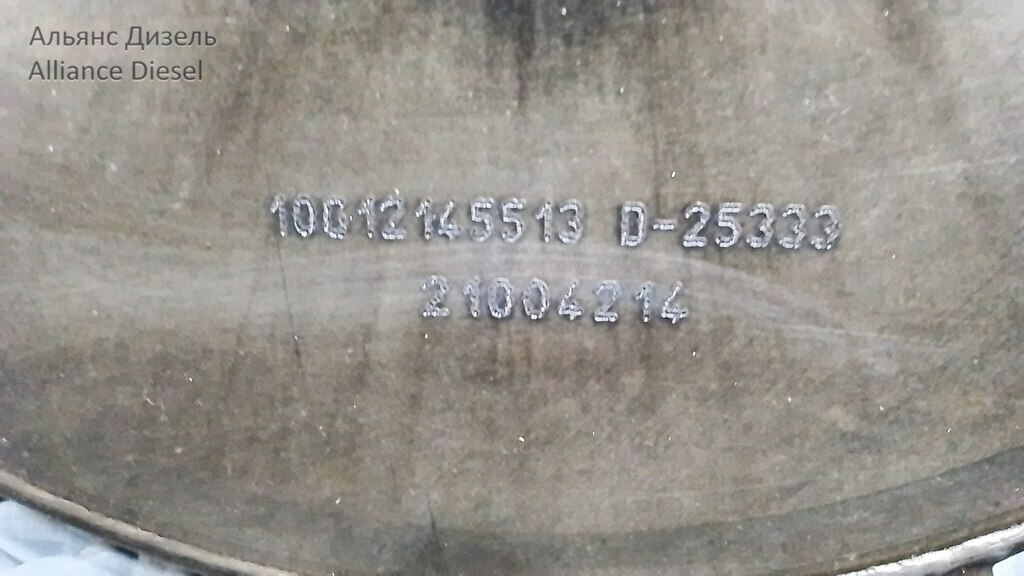 Альянс Дизель
Alliance Diesel
10012145513 D-25333
21004214